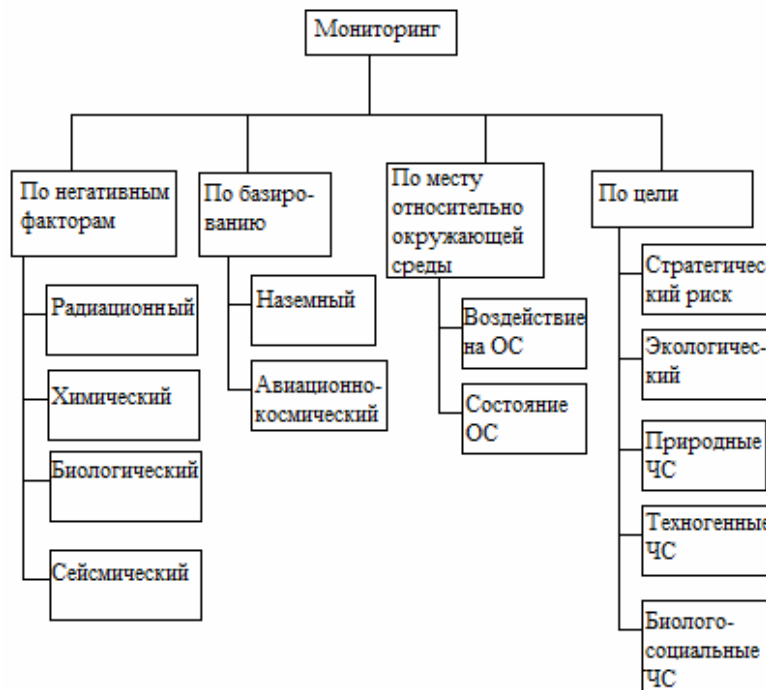 Мониторинг
По негативным
факторам
Радиационный
Химический
Биологический
Сейсмический
По базиро-
ванию
Наземный
Авиационно-
космический
По месту
относительно
окружающей
среды
Воздействие
на ОС
Состояние
ОС
По цели
Стратегичес
кий риск
Экологичес-
кий
Природные
ЧС
Техногенные
ЧС
Биолого-
социальные
ЧС